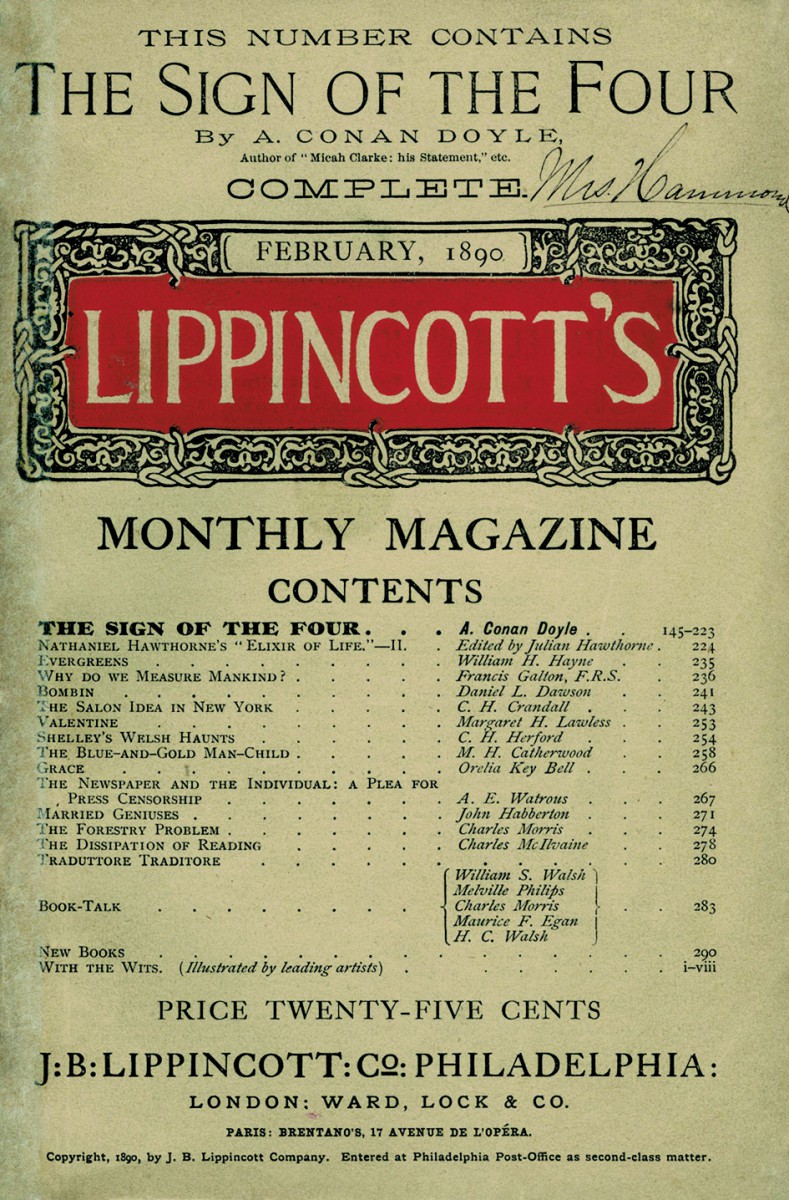 THIS NUMBER CONTAINS
THE SIGN OF THE FOUR
By A. CONAN DOYLE,
Author of "Micah Clarke: his Statement," etc.
COMPLETE.
Mrs. Hammond
FEBRUARY, 1890
LIPPINCOTT'S
MONTHLY MAGAZINE
CONTENTS
THE SIGN OF THE FOUR. . . A. Conan Doyle . . 145-223
NATHANIEL HAWTHORNE'S "ELIXIR OF LIFE."—II. . Edited by Julian Hawthorne . 224
EVERGREENS . . . . . . . . William H. Hayne . . 235
WHY DO WE MEASURE MANKIND? . . . . Francis Galton, F.R.S. . 236
BOMBIN . . . . . . . . . Daniel L. Dawson . . 241
THE SALON IDEA IN NEW YORK . . . . C. H. Crandall . . . 243
VALENTINE . . . . . . . . Margaret H. Lawless . . 253
SHELLEY'S WELSH HAUNTS . . . . . C. H. Herford . . . 254
THE BLUE-AND-GOLD MAN-CHILD . . . . M. H. Catherwood . . 258
GRACE . . . . . . . . . Orelia Key Bell . . . 266
THE NEWSPAPER AND THE INDIVIDUAL: A PLEA FOR
PRESS CENSORSHIP . . . . . . A. E. Watrous . . . 267
MARRIED GENIUSES . . . . . . . John Habberton . . 271
THE FORESTRY PROBLEM . . . . . . Charles Morris . . . 274
THE DISSIPATION OF READING . . . . . Charles McIlvaine . . 278
TRADUTTORE TRADITORE . . . . . . . . . . . 280
BOOK-TALK . . . . . . . { William S. Walsh
Melville Philips
Charles Morris
Maurice F. Egan
H. C. Walsh } . . 283
NEW BOOKS . . . . . . . . . . . . . 290
WITH THE WITS. (Illustrated by leading artists) . . . . . . i-viii
PRICE TWENTY-FIVE CENTS
J:B:LIPPINCOTT:Co:PHILADELPHIA:
LONDON: WARD, LOCK & CO.
PARIS: BRENTANO'S, 17 AVENUE DE L'OPÉRA.
Copyright, 1890, by J. B. Lippincott Company. Entered at Philadelphia Post-Office as second-class matter.